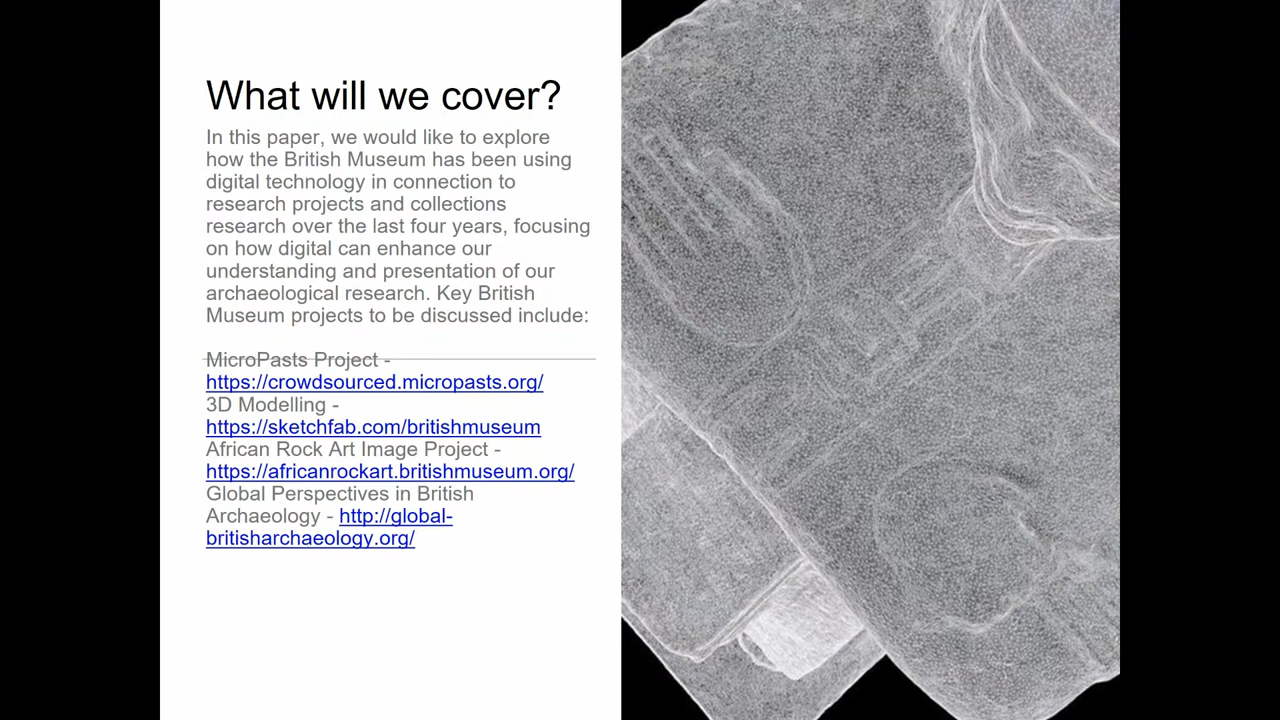 What will we cover?
In this paper, we would like to explore
how the British Museum has been using
digital technology in connection to
research projects and collections
research over the last four years, focusing
on how digital can enhance our
understanding and presentation of our
archaeological research. Key British
Museum projects to be discussed include:
MicroPasts Project -
https://crowdsourced.micropasts.org/
3D Modelling -
https://sketchfab.com/britishmuseum
African Rock Art Image Project -
https://africanrockart.britishmuseum.org/
Global Perspectives in British
Archaeology - http://global-
britisharchaeology.org/